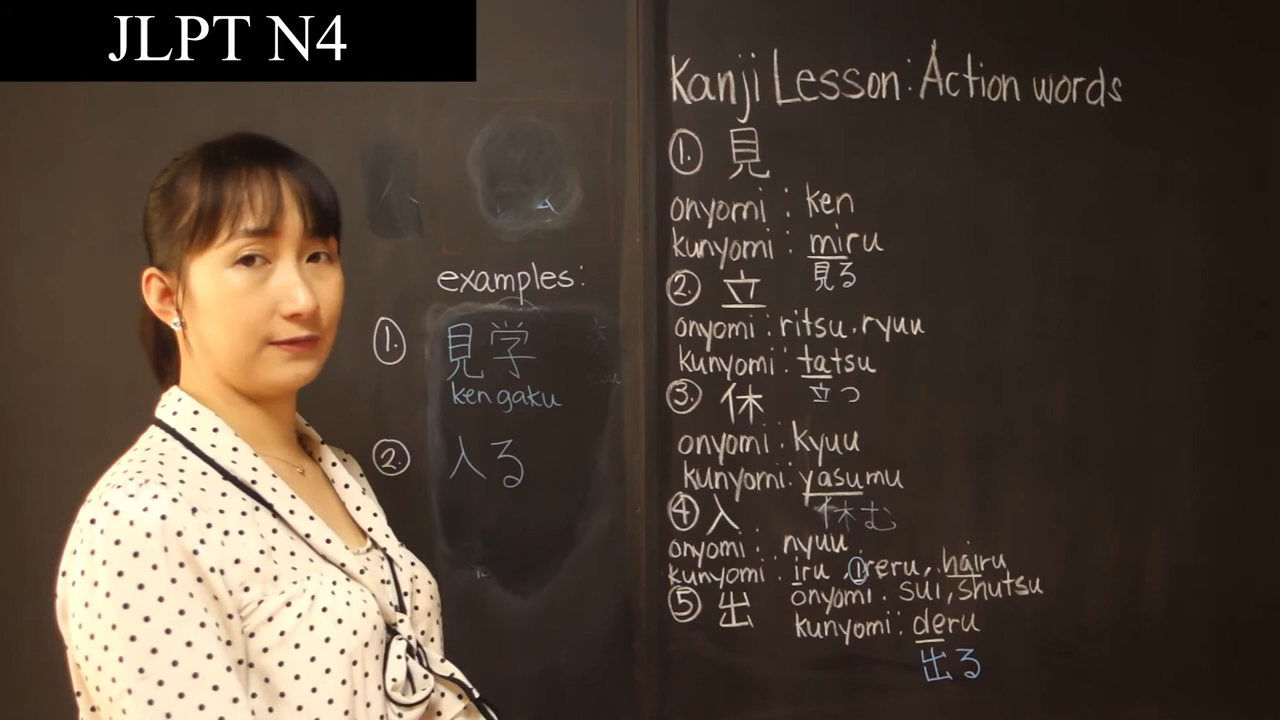 JLPT N4
examples:
1. 見学
kengaku
2. 入る
Kanji Lesson: Action words
1. 見
onyomi : ken
kunyomi : miru
見る
2. 立
onyomi : ritsu. ryuu
kunyomi : tatsu
立つ
3. 休
onyomi : kyuu
kunyomi : yasumu
休む
4 入
onyomi : nyuu
kunyomi : iru, ireru, hairu
5 出
onyomi : sui, shutsu
kunyomi : deru
出る